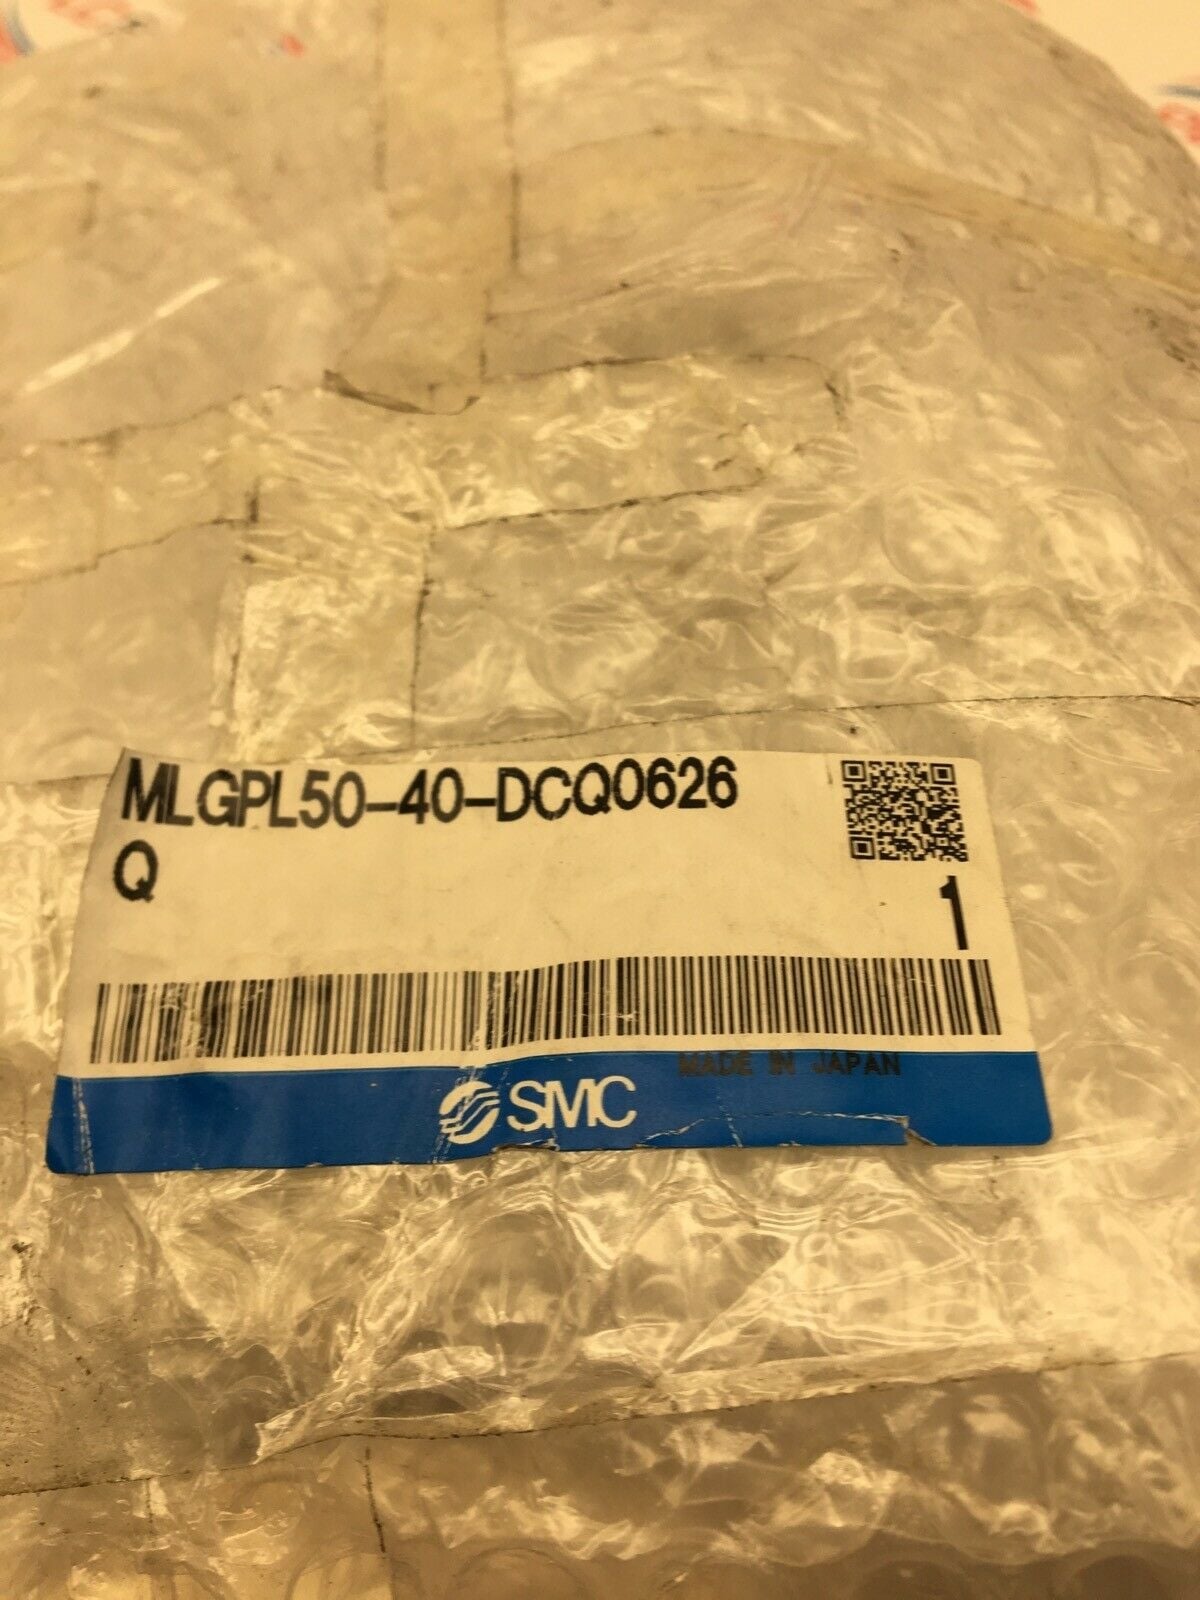 MLGPL50-40-DCQ0626
Q
1
MADE IN JAPAN
SMC